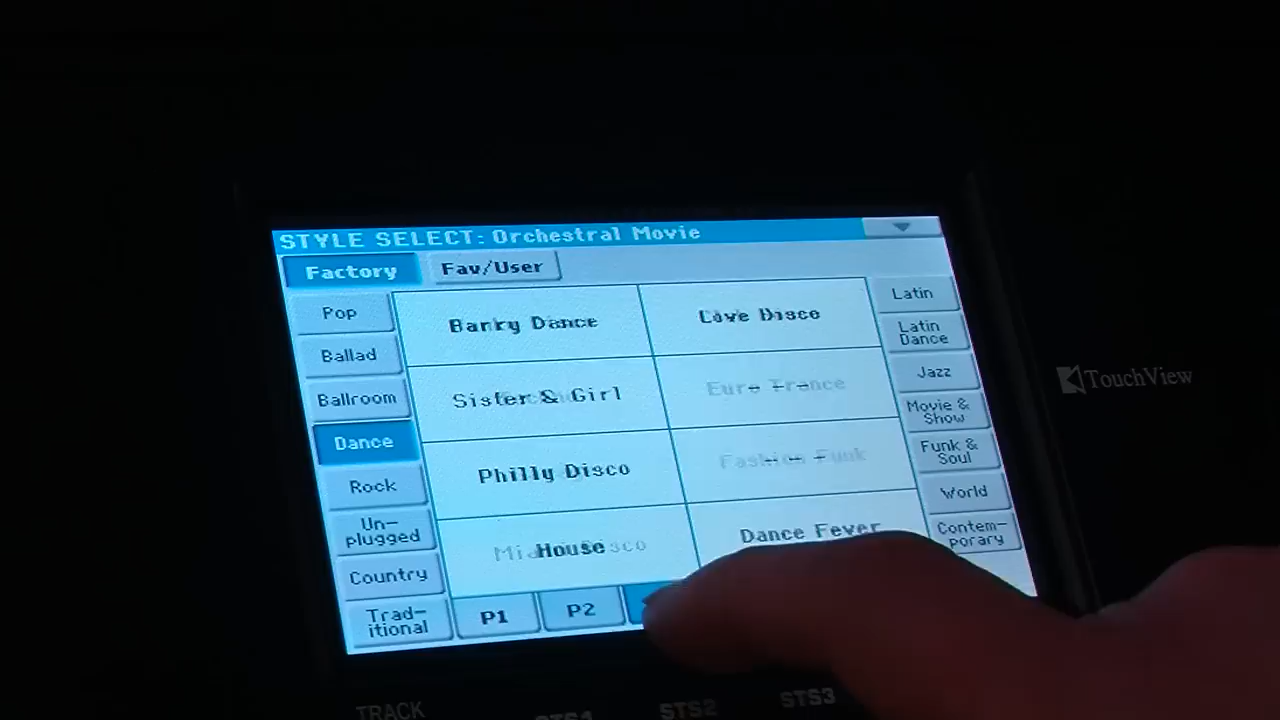 STYLE SELECT: Orchestral Movie
Factory
Fav/User
Pop
Ballad
Ballroom
Dance
Rock
Un-
plugged
Country
Trad-
itional
Dance
Disco
Sister & Girl
Euro Trance
Philly Disco
Fashion Funk
House
Dance Fever
Latin
Latin
Dance
Jazz
Movie &
Show
Funk &
Soul
World
Contem-
porary
P1
P2
TouchView
TRACK
STS1
STS2
STS3